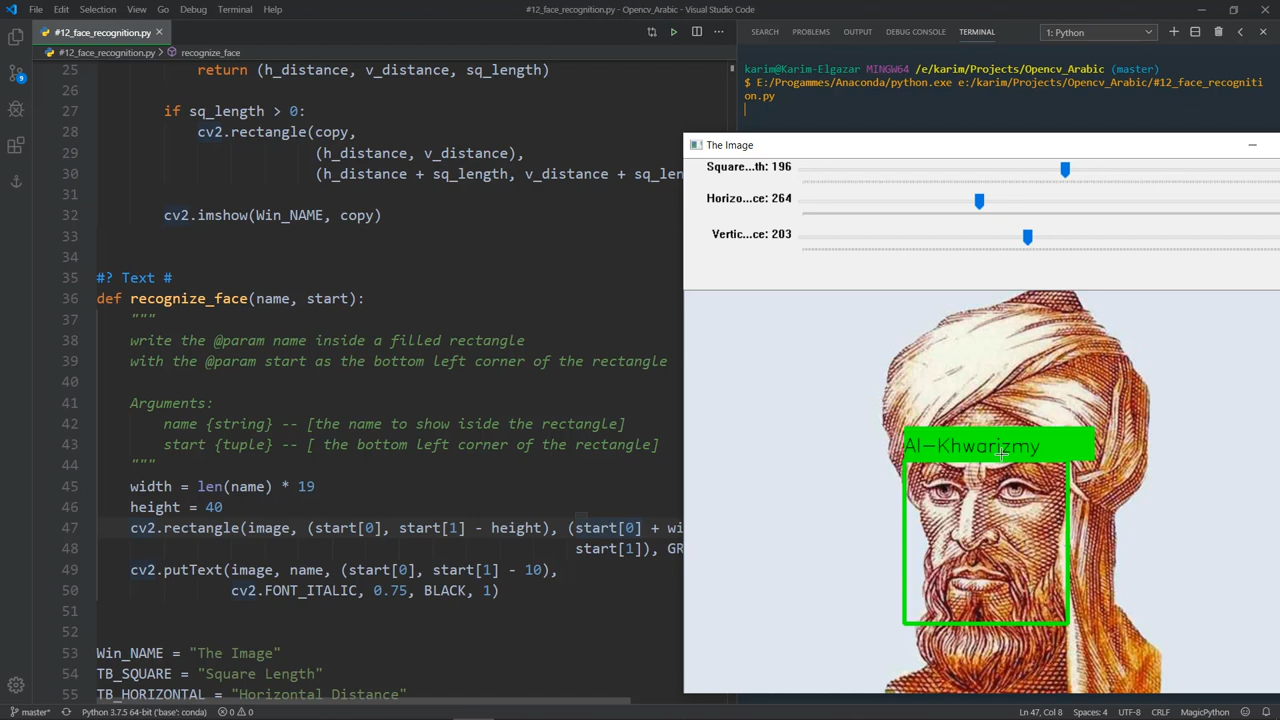 File Edit Selection View Go Debug Terminal Help
#12_face_recognition.py - Opencv_Arabic - Visual Studio Code
#12_face_recognition.py
#12_face_recognition.py > recognize_face
25 return (h_distance, v_distance, sq_length)
26
27 if sq_length > 0:
28 cv2.rectangle(copy,
29 (h_distance, v_distance),
30 (h_distance + sq_length, v_distance + sq_len
31
32 cv2.imshow(Win_NAME, copy)
33
34
35 #? Text #
36 def recognize_face(name, start):
37 """
38 write the @param name inside a filled rectangle
39 with the @param start as the bottom left corner of the rectangle
40
41 Arguments:
42 name {string} -- [the name to show iside the rectangle]
43 start {tuple} -- [ the bottom left corner of the rectangle]
44 """
45 width = len(name) * 19
46 height = 40
47 cv2.rectangle(image, (start[0], start[1] - height), (start[0] + wi
48 start[1]), GR
49 cv2.putText(image, name, (start[0], start[1] - 10),
50 cv2.FONT_ITALIC, 0.75, BLACK, 1)
51
52
53 Win_NAME = "The Image"
54 TB_SQUARE = "Square Length"
55 TB_HORIZONTAL = "Horizontal Distance"
SEARCH PROBLEMS OUTPUT DEBUG CONSOLE TERMINAL 1: Python
karim@Karim-Elgazar MINGW64 /e/karim/Projects/Opencv_Arabic (master)
$ E:/Progammes/Anaconda/python.exe e:/karim/Projects/Opencv_Arabic/#12_face_recogniti
on.py
The Image
Square...th: 196
Horizo...ce: 264
Vertic...ce: 203
Al-Khwarizmy
9
master* Python 3.7.5 64-bit ('base': conda) 0 0
Ln 47, Col 8 Spaces: 4 UTF-8 CRLF MagicPython